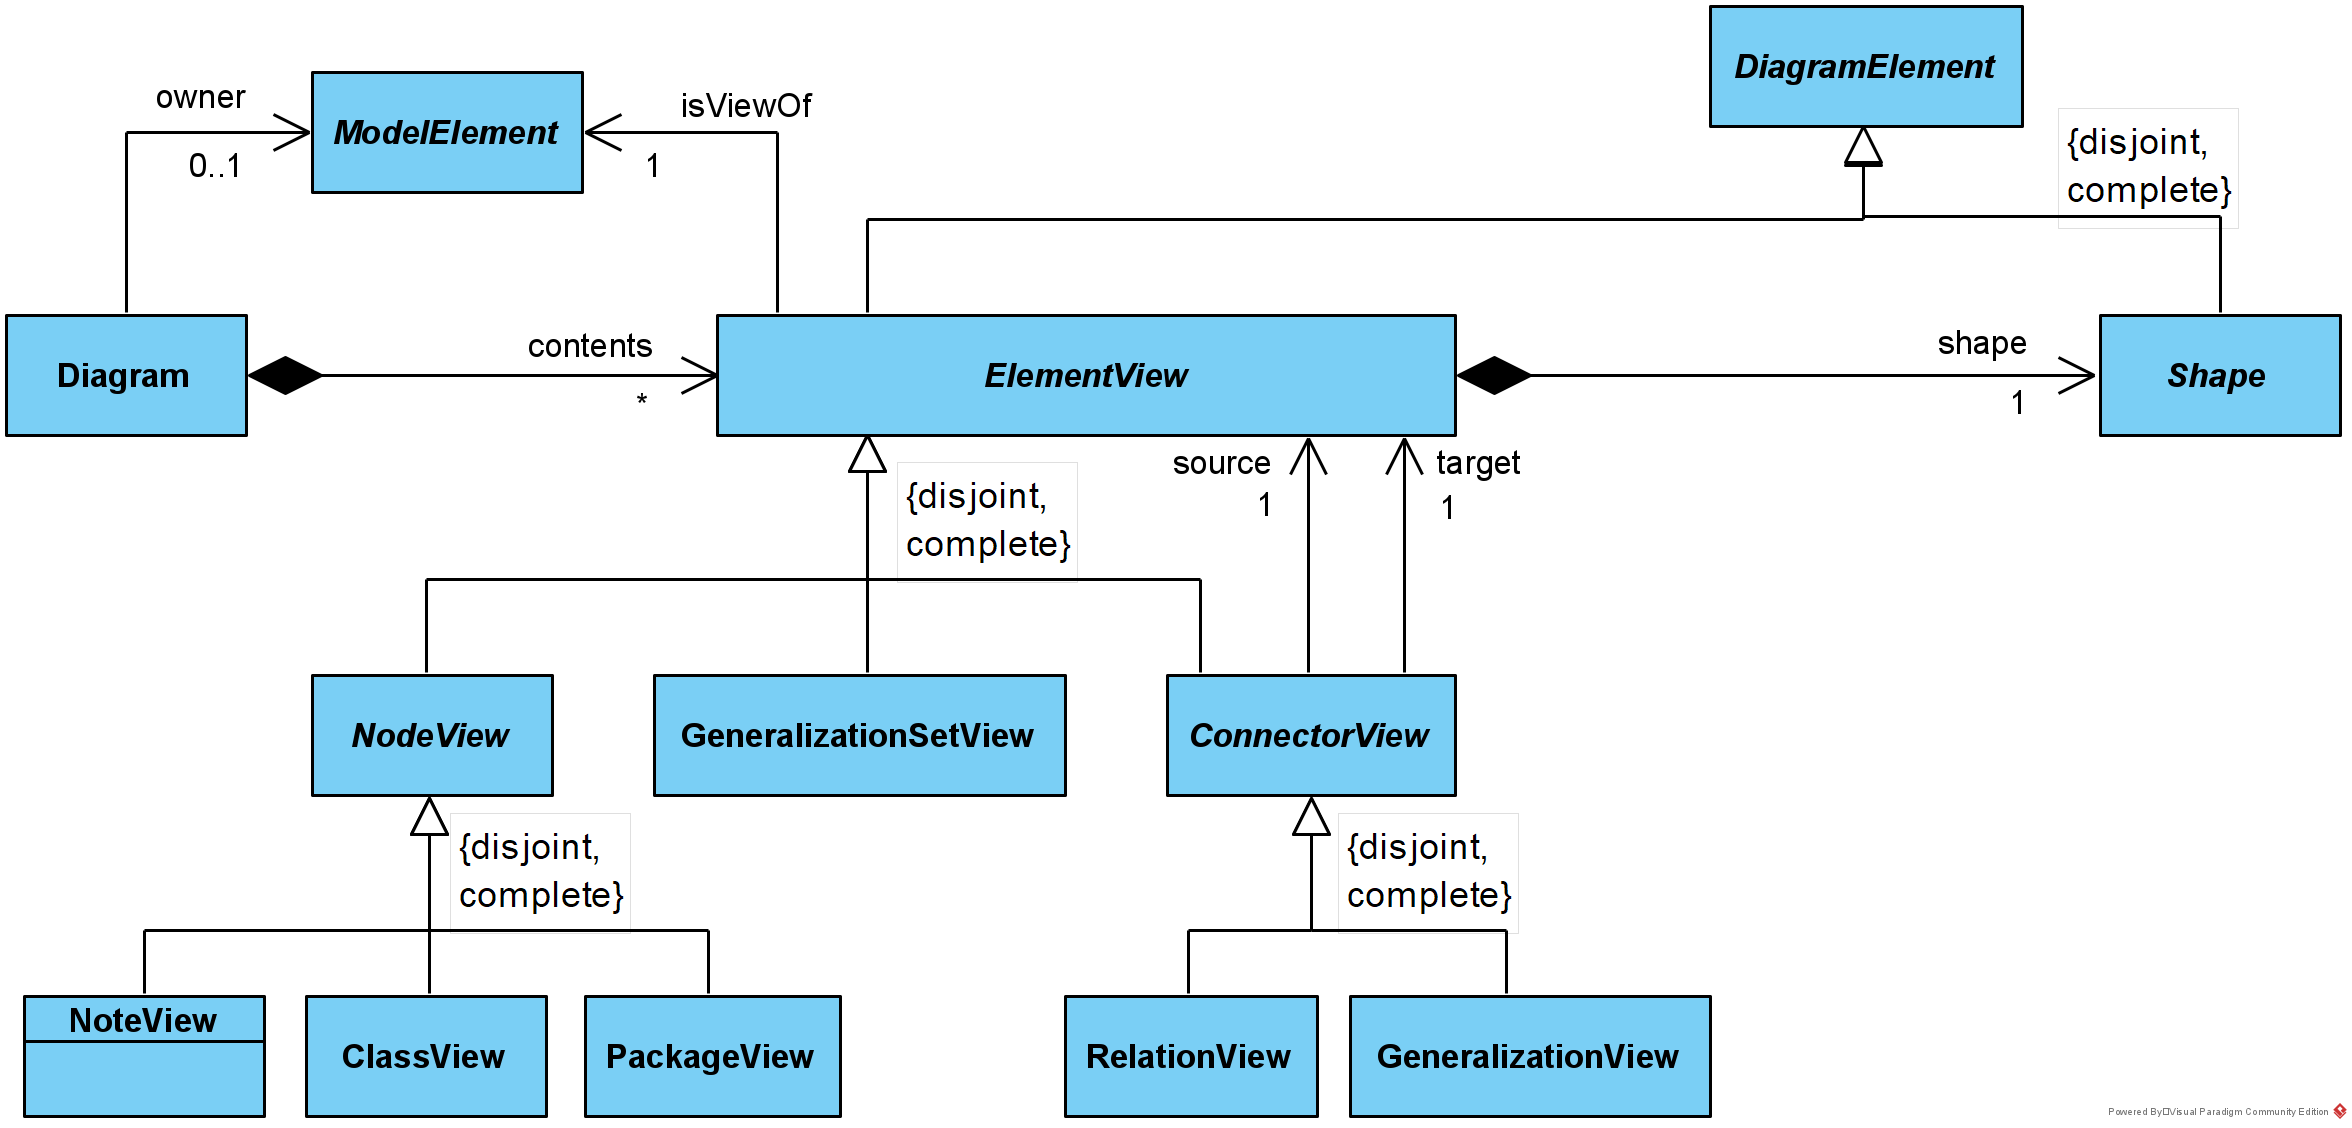 DiagramElement
owner
ModelElement
isViewOf
0..1
1
{disjoint,
complete}
Diagram
contents
*
ElementView
shape
1
Shape
{disjoint,
complete}
source
1
target
1
NodeView
GeneralizationSetView
ConnectorView
{disjoint,
complete}
{disjoint,
complete}
NoteView
ClassView
PackageView
RelationView
GeneralizationView
Powered By□Visual Paradigm Community Edition